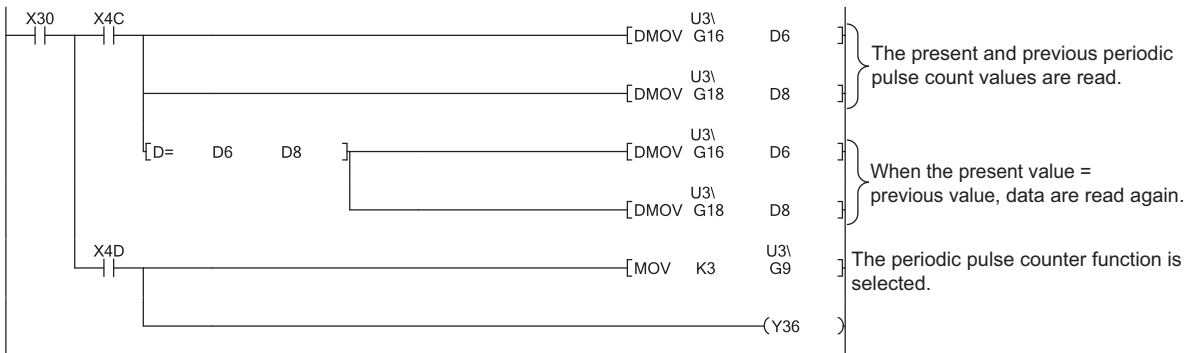 X30 X4C U3\
[DMOV G16 D6 ]
The present and previous periodic
pulse count values are read.
U3\
[DMOV G18 D8 ]
U3\
[D= D6 D8 ] [DMOV G16 D6 ]
When the present value =
previous value, data are read again.
U3\
[DMOV G18 D8 ]
X4D U3\
[MOV K3 G9 ]
The periodic pulse counter function is
selected.
(Y36 )